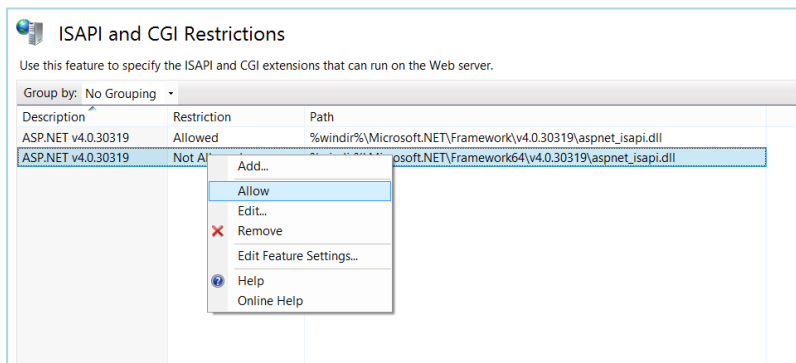 ISAPI and CGI Restrictions
Use this feature to specify the ISAPI and CGI extensions that can run on the Web server.
Group by: No Grouping
Description Restriction Path
ASP.NET v4.0.30319 Allowed %windir%\Microsoft.NET\Framework\v4.0.30319\aspnet_isapi.dll
ASP.NET v4.0.30319 Not osoft.NET\Framework64\v4.0.30319\aspnet_isapi.dll
Add...
Allow
Edit...
Remove
Edit Feature Settings...
Help
Online Help